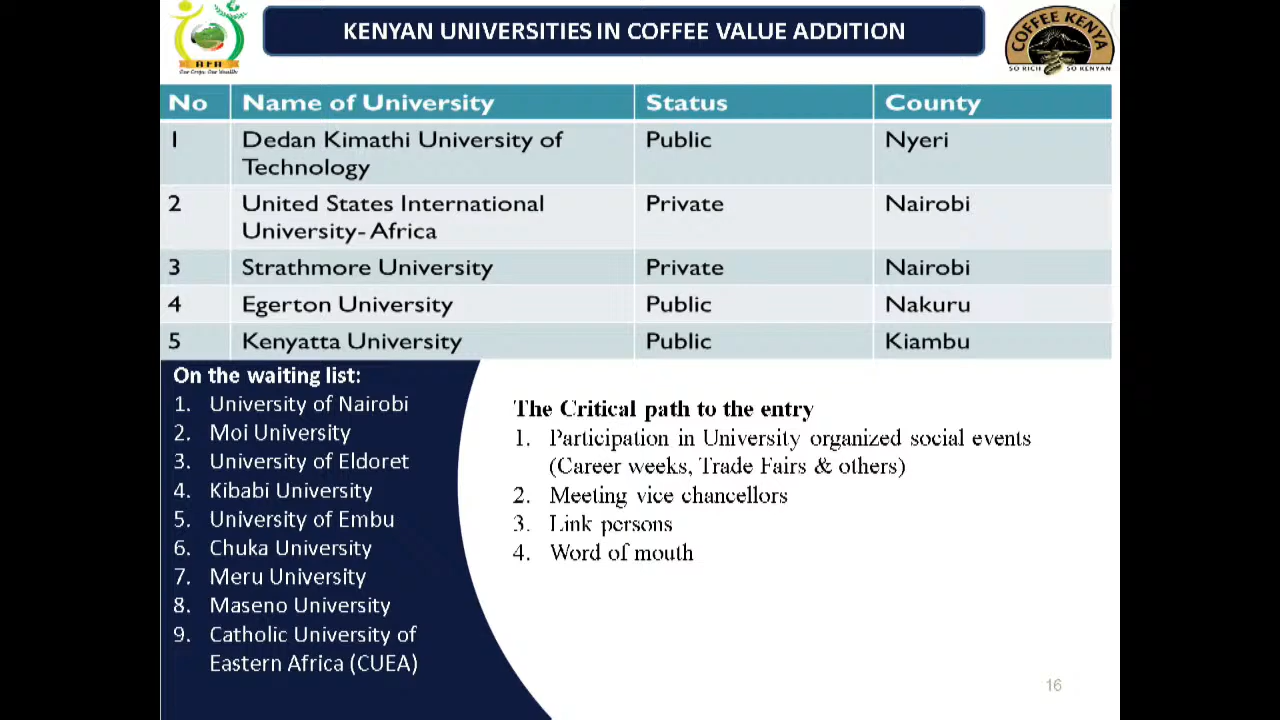 KENYAN UNIVERSITIES IN COFFEE VALUE ADDITION
AFA
Our Crops, Our Wealth
COFFEE KENYA
SO RICH SO KENYAN
No Name of University Status County
1 Dedan Kimathi University of Public Nyeri
Technology
2 United States International Private Nairobi
University- Africa
3 Strathmore University Private Nairobi
4 Egerton University Public Nakuru
5 Kenyatta University Public Kiambu
On the waiting list:
1. University of Nairobi
2. Moi University
3. University of Eldoret
4. Kibabi University
5. University of Embu
6. Chuka University
7. Meru University
8. Maseno University
9. Catholic University of
Eastern Africa (CUEA)
The Critical path to the entry
1. Participation in University organized social events
(Career weeks, Trade Fairs & others)
2. Meeting vice chancellors
3. Link persons
4. Word of mouth
16